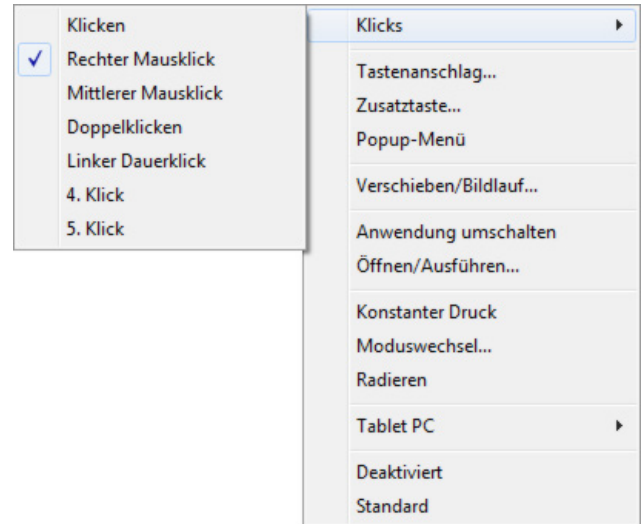 Klicken
Rechter Mausklick
Mittlerer Mausklick
Doppelklicken
Linker Dauerklick
4. Klick
5. Klick
Klicks
Tastenanschlag...
Zusatztaste...
Popup-Menü
Verschieben/Bildlauf...
Anwendung umschalten
Öffnen/Ausführen...
Konstanter Druck
Moduswechsel...
Radieren
Tablet PC
Deaktiviert
Standard